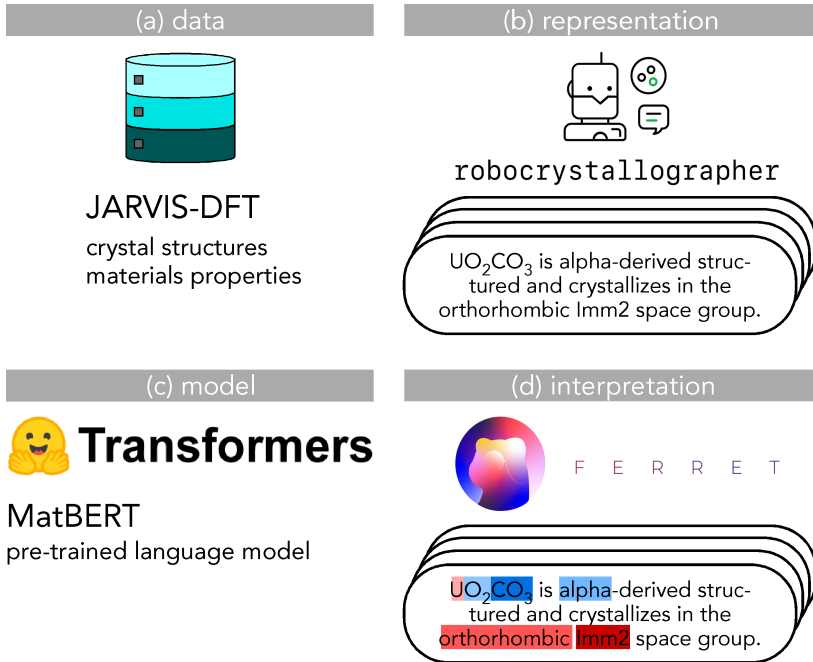 (a) data
JARVIS-DFT
crystal structures
materials properties
(b) representation
robocrystallographer
UO₂CO₃ is alpha-derived struc-
tured and crystallizes in the
orthorhombic Imm2 space group.
(c) model
Transformers
MatBERT
pre-trained language model
(d) interpretation
FERRET
UO₂CO₃ is alpha-derived struc-
tured and crystallizes in the
orthorhombic Imm2 space group.